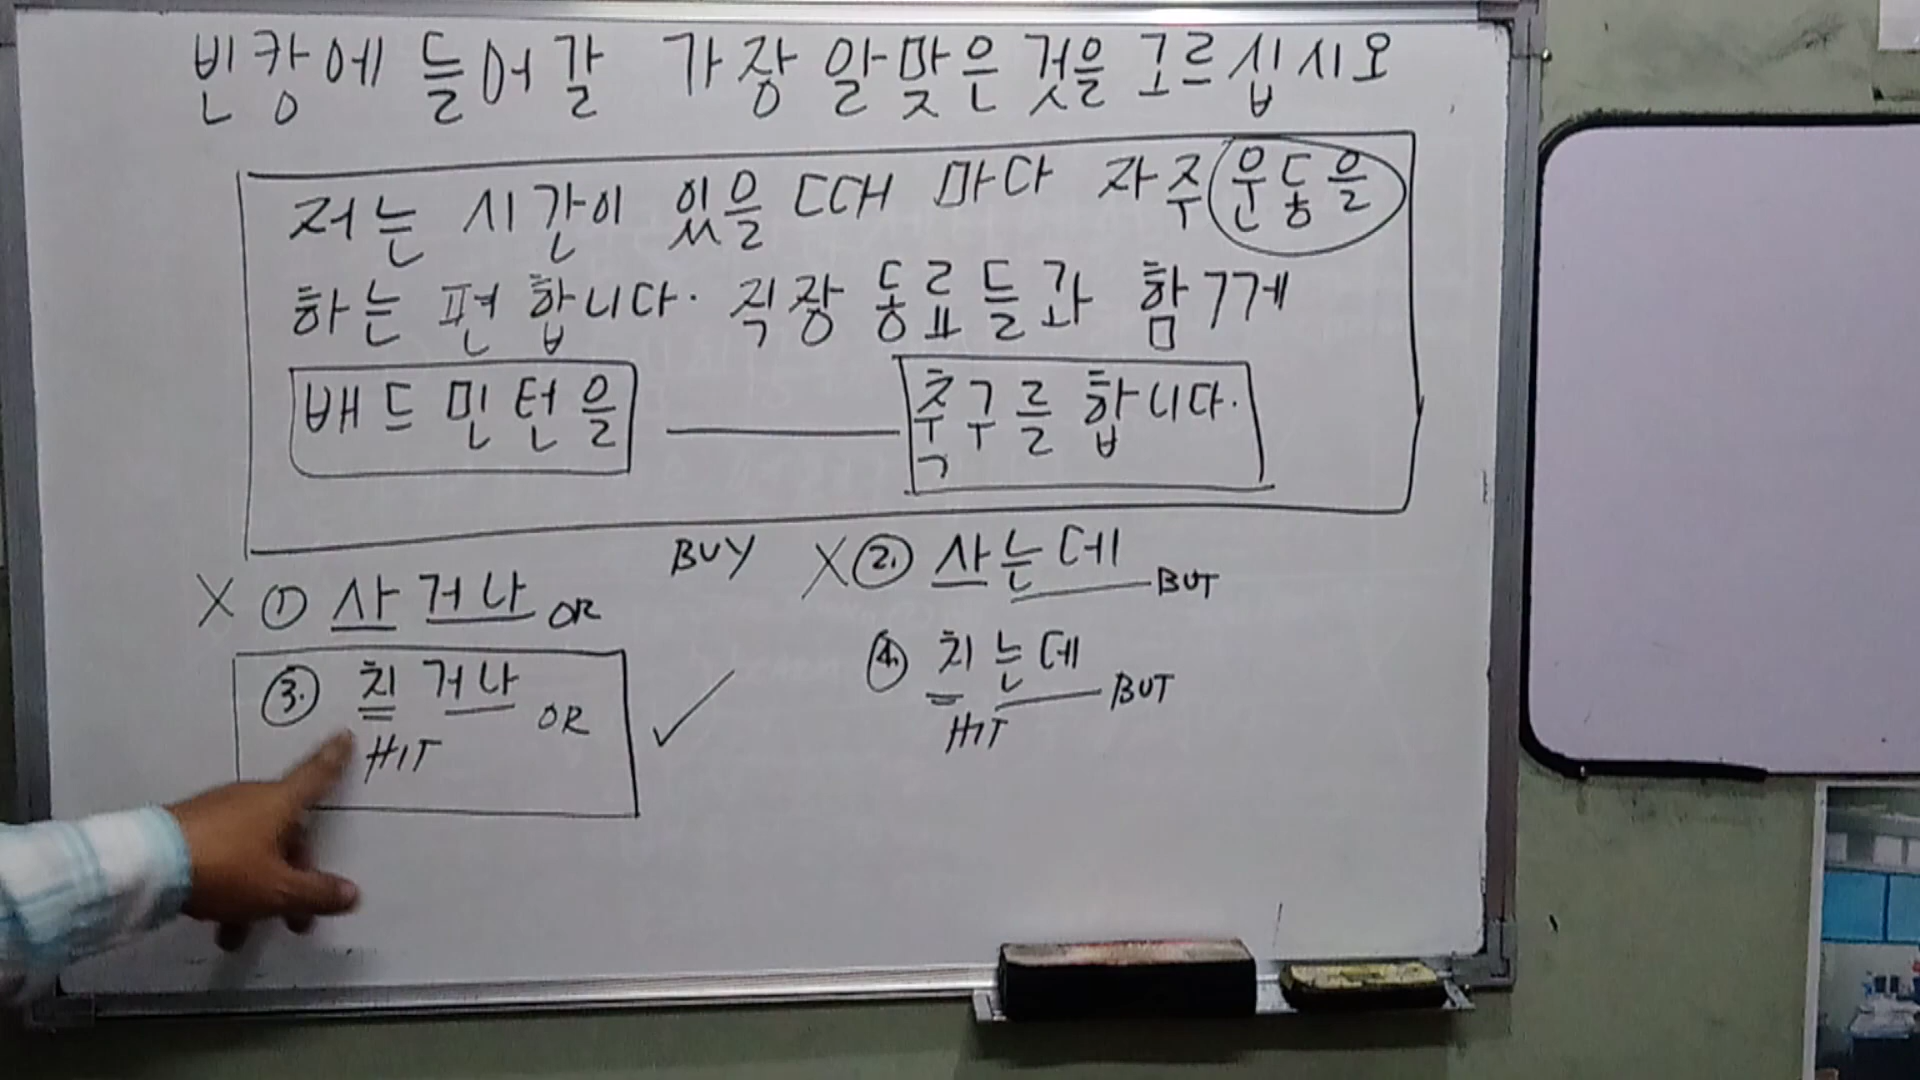 빈칸에 들어갈 가장 알맞은 것을 고르십시오
저는 시간이 있을 때 마다 자주 운동을
하는 편 합니다. 직장 동료들과 함께
배드민턴을 축구를 합니다.
BUY
X ① 사거나 OR X ②. 사는데 BUT
③. 치거나 OR ④. 치는데 BUT
HIT HIT